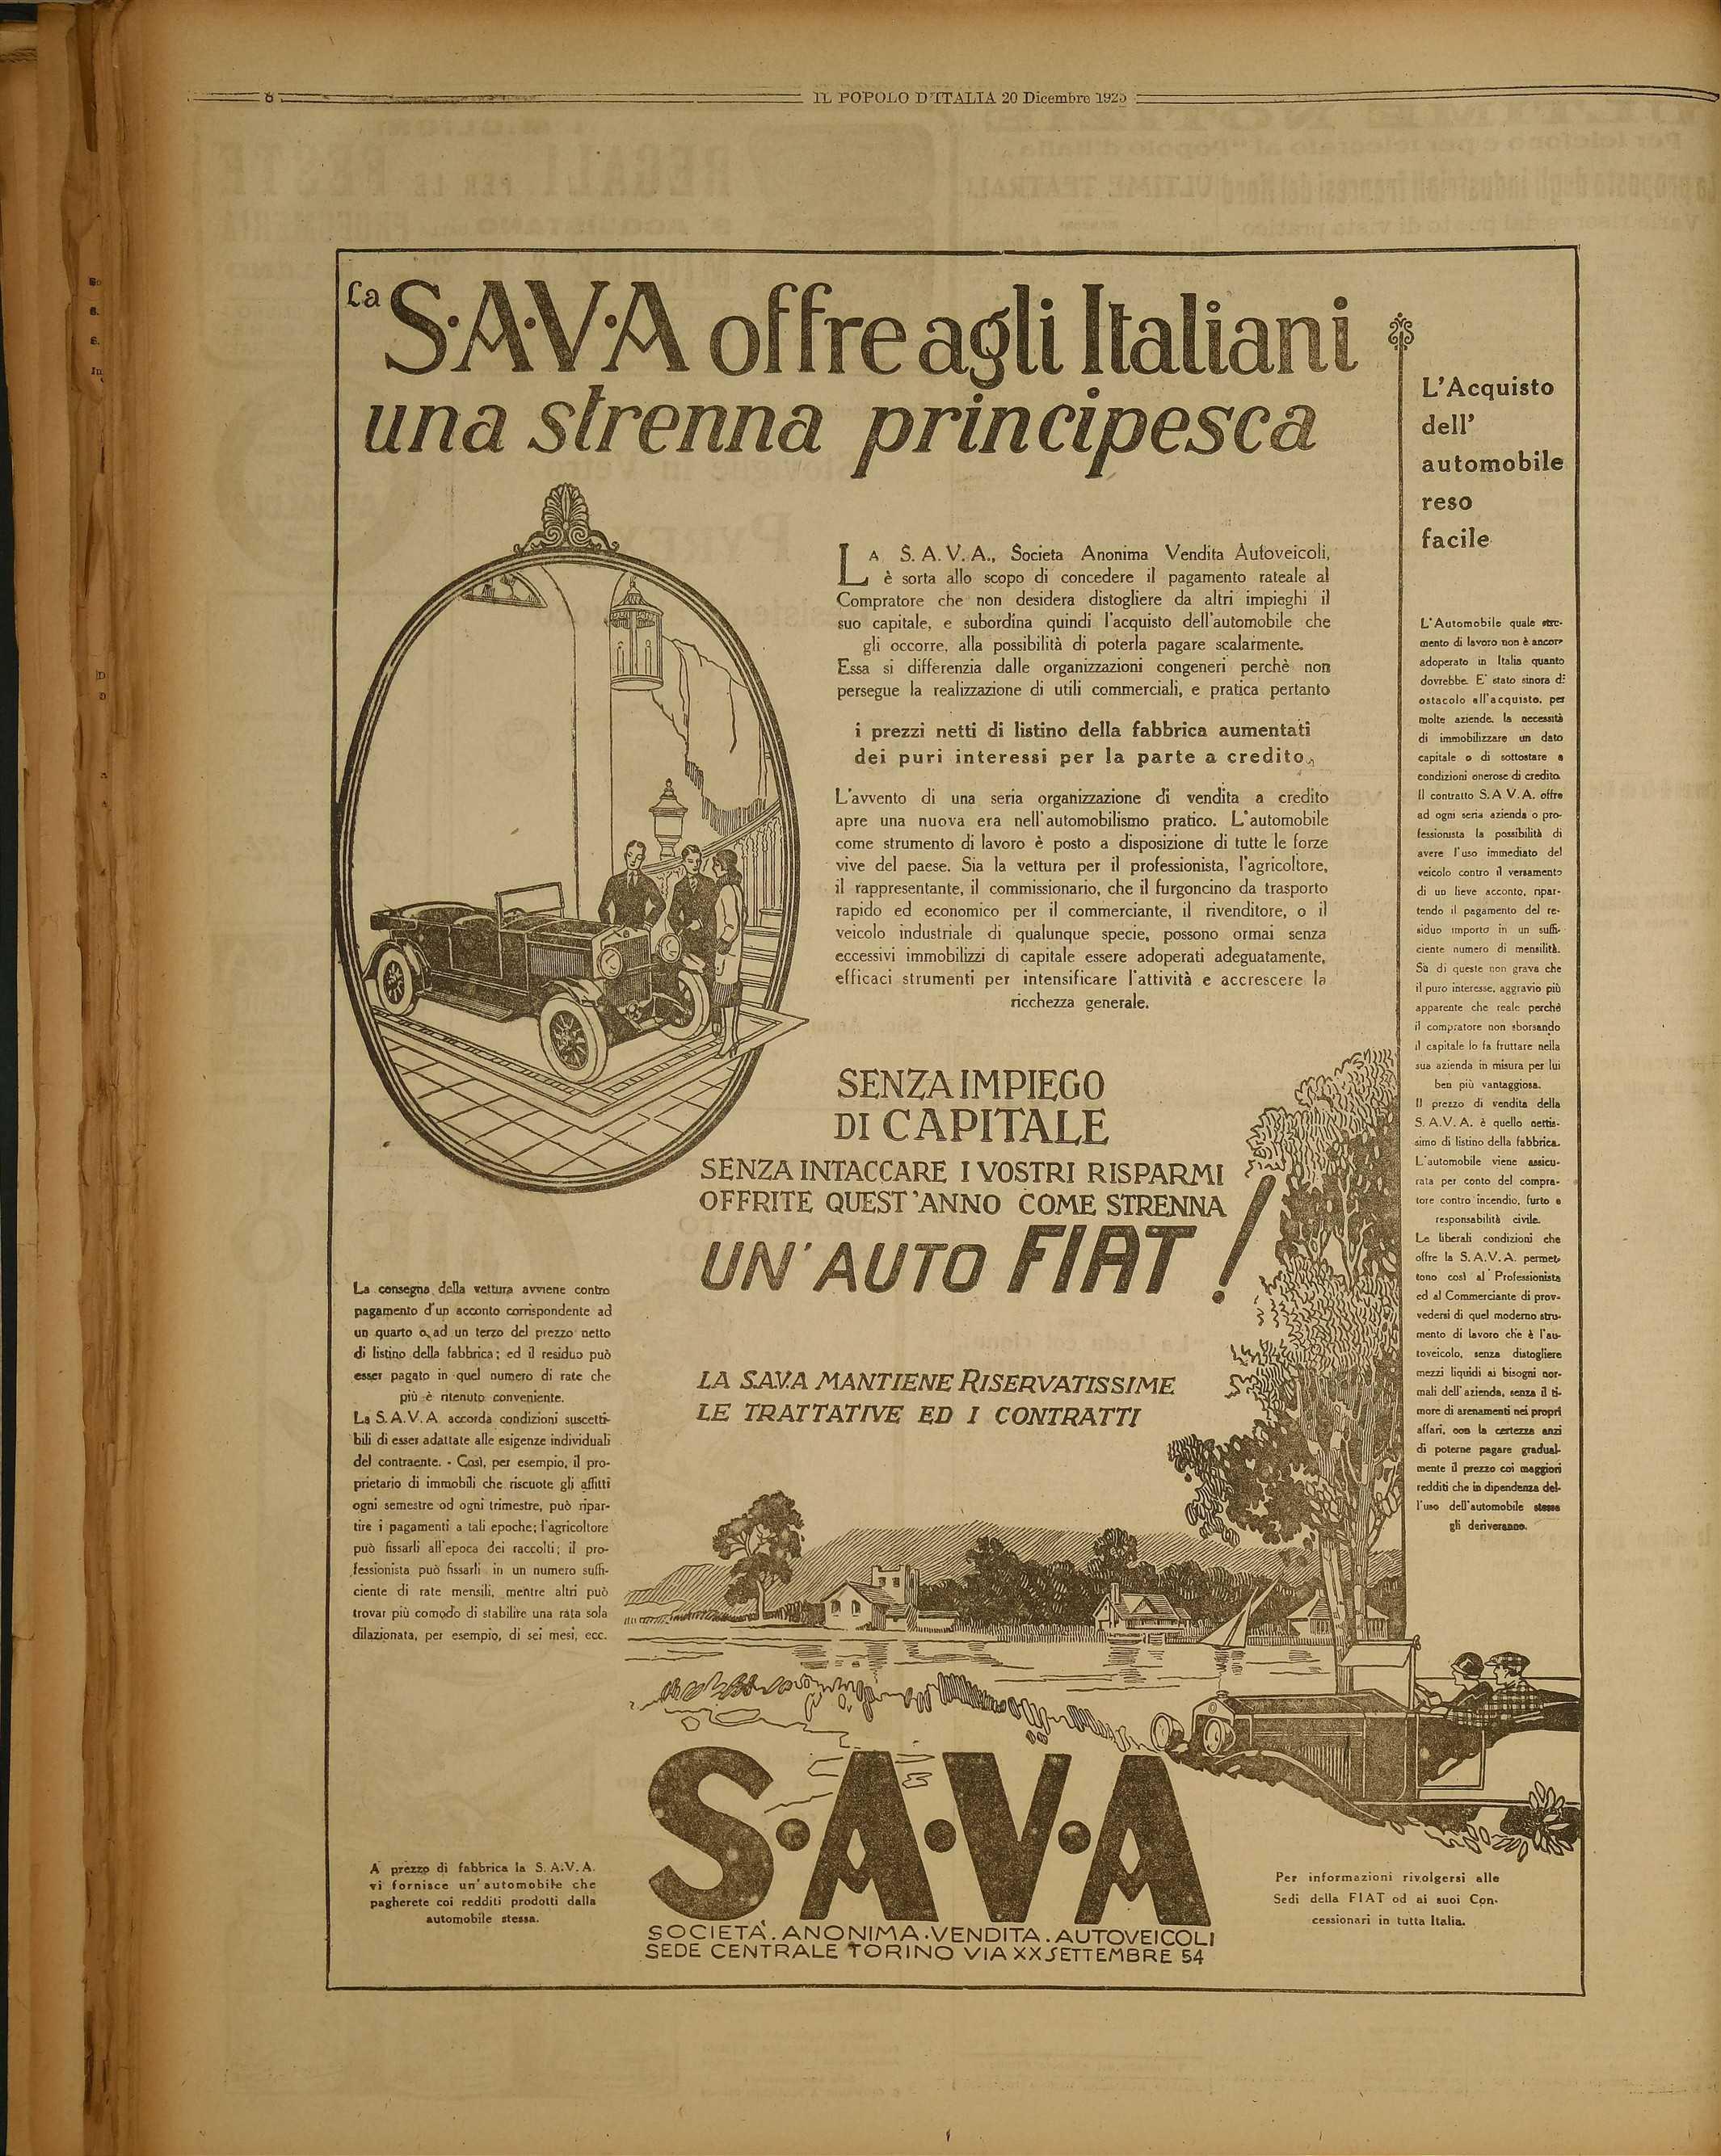 8
IL POPOLO D'ITALIA 20 Dicembre 1925
La S·A·V·A offre agli Italiani
una strenna principesca
LA S. A. V. A., Societa Anonima Vendita Autoveicoli,
è sorta allo scopo di concedere il pagamento rateale al
Compratore che non desidera distogliere da altri impieghi il
suo capitale, e subordina quindi l'acquisto dell'automobile che
gli occorre, alla possibilità di poterla pagare scalarmente.
Essa si differenzia dalle organizzazioni congeneri perchè non
persegue la realizzazione di utili commerciali, e pratica pertanto
i prezzi netti di listino della fabbrica aumentati
dei puri interessi per la parte a credito.
L'avvento di una seria organizzazione di vendita a credito
apre una nuova era nell'automobilismo pratico. L'automobile
come strumento di lavoro è posto a disposizione di tutte le forze
vive del paese. Sia la vettura per il professionista, l'agricoltore,
il rappresentante, il commissionario, che il furgoncino da trasporto
rapido ed economico per il commerciante, il rivenditore, o il
veicolo industriale di qualunque specie, possono ormai senza
eccessivi immobilizzi di capitale essere adoperati adeguatamente,
efficaci strumenti per intensificare l'attività e accrescere la
ricchezza generale.
SENZA IMPIEGO
DI CAPITALE
SENZA INTACCARE I VOSTRI RISPARMI
OFFRITE QUEST'ANNO COME STRENNA
UN'AUTO FIAT!
LA S.A.V.A MANTIENE RISERVATISSIME
LE TRATTATIVE ED I CONTRATTI
La consegna della vettura avviene contro
pagamento d'un acconto corrispondente ad
un quarto o ad un terzo del prezzo netto
di listino della fabbrica; ed il residuo può
esser pagato in quel numero di rate che
più è ritenuto conveniente.
La S. A. V. A accorda condizioni suscetti-
bili di esser adattate alle esigenze individuali
del contraente. - Così, per esempio, il pro-
prietario di immobili che riscuote gli affitti
ogni semestre od ogni trimestre, può ripar-
tire i pagamenti a tali epoche; l'agricoltore
può fissarli all'epoca dei raccolti; il pro-
fessionista può fissarli in un numero suffi-
ciente di rate mensili, mentre altri può
trovar più comodo di stabilire una rata sola
dilazionata, per esempio, di sei mesi, ecc.
A prezzo di fabbrica la S. A. V. A.
vi fornisce un'automobile che
pagherete coi redditi prodotti dalla
automobile stessa.
L'Acquisto
dell'
automobile
reso
facile
L'Automobile quale stru-
mento di lavoro non è ancora
adoperato in Italia quanto
dovrebbe. E' stato sinora di
ostacolo all'acquisto, per
molte aziende, la necessità
di immobilizzare un dato
capitale o di sottostare a
condizioni onerose di credito.
Il contratto S. A V. A. offre
ad ogni seria azienda o pro-
fessionista la possibilità di
avere l'uso immediato del
veicolo contro il versamento
di un lieve acconto, ripar-
tendo il pagamento del re-
siduo importo in un suffi-
ciente numero di mensilità.
Su di queste non grava che
il puro interesse, aggravio più
apparente che reale perchè
il compratore non sborsando
il capitale lo fa fruttare nella
sua azienda in misura per lui
ben più vantaggiosa.
Il prezzo di vendita della
S. A. V. A. è quello nettis-
simo di listino della fabbrica.
L'automobile viene assicu-
rata per conto del compra-
tore contro incendio, furto e
responsabilità civile.
Le liberali condizioni che
offre la S. A. V. A permet-
tono così al Professionista
ed al Commerciante di prov-
vedersi di quel moderno stru-
mento di lavoro che è l'au-
toveicolo, senza distogliere
mezzi liquidi ai bisogni nor-
mali dell'azienda, senza il ti-
more di arenamenti nei propri
affari, con la certezza anzi
di poterne pagare gradual-
mente il prezzo coi maggiori
redditi che in dipendenza del-
l'uso dell'automobile stessa
gli deriveranno.
S·A·V·A
SOCIETÀ . ANONIMA . VENDITA . AUTOVEICOLI
SEDE CENTRALE TORINO VIA XX SETTEMBRE 54
Per informazioni rivolgersi alle
Sedi della FIAT od ai suoi Con-
cessionari in tutta Italia.